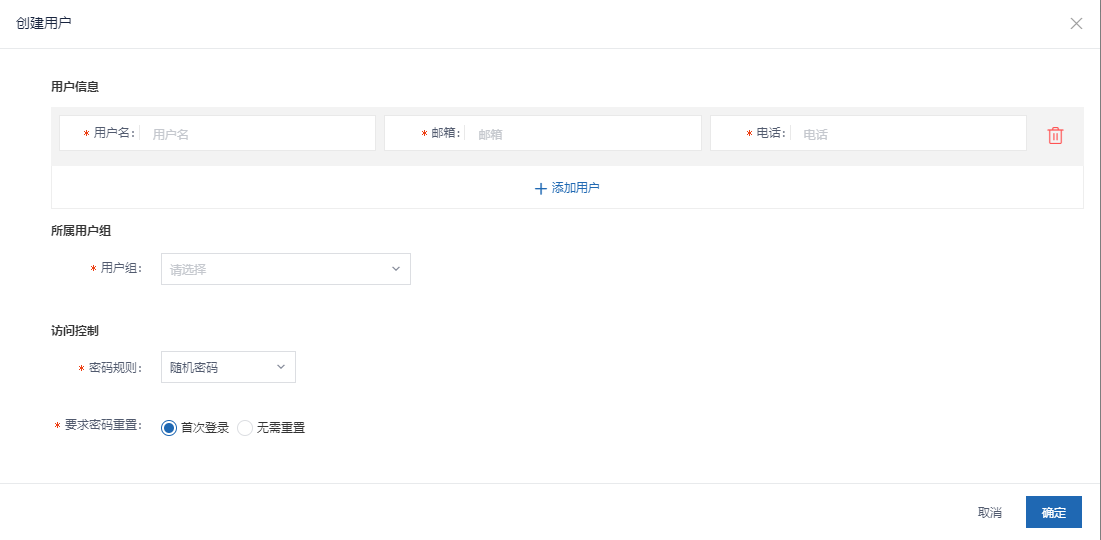 创建用户
用户信息
* 用户名: 用户名 * 邮箱: 邮箱 * 电话: 电话
添加用户
所属用户组
* 用户组: 请选择
访问控制
* 密码规则: 随机密码
* 要求密码重置: 首次登录 无需重置
取消 确定